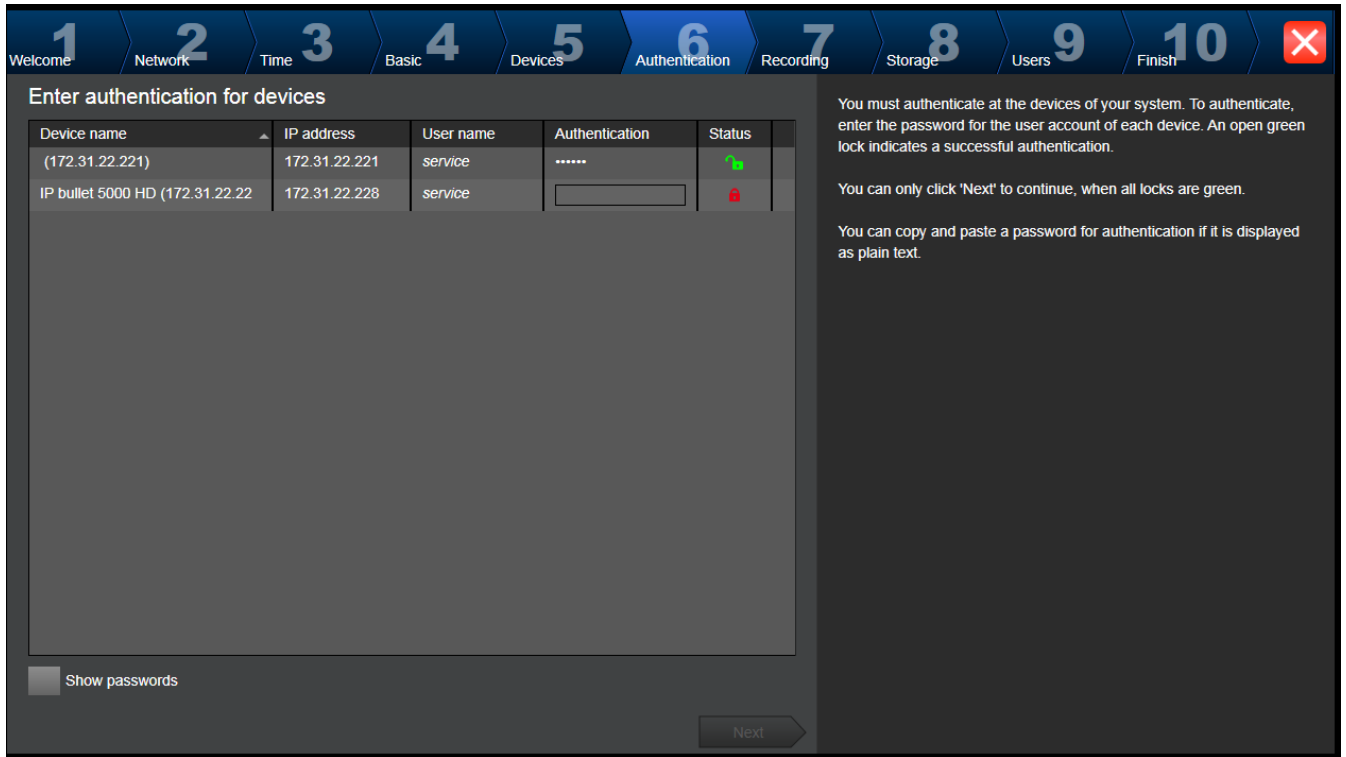 1 2 3 4 5 6 7 8 9 10
Welcome Network Time Basic Devices Authentication Recording Storage Users Finish
Enter authentication for devices
Device name IP address User name Authentication Status
(172.31.22.221) 172.31.22.221 service ••••••
IP bullet 5000 HD (172.31.22.22 172.31.22.228 service
Show passwords
Next
You must authenticate at the devices of your system. To authenticate,
enter the password for the user account of each device. An open green
lock indicates a successful authentication.
You can only click 'Next' to continue, when all locks are green.
You can copy and paste a password for authentication if it is displayed
as plain text.